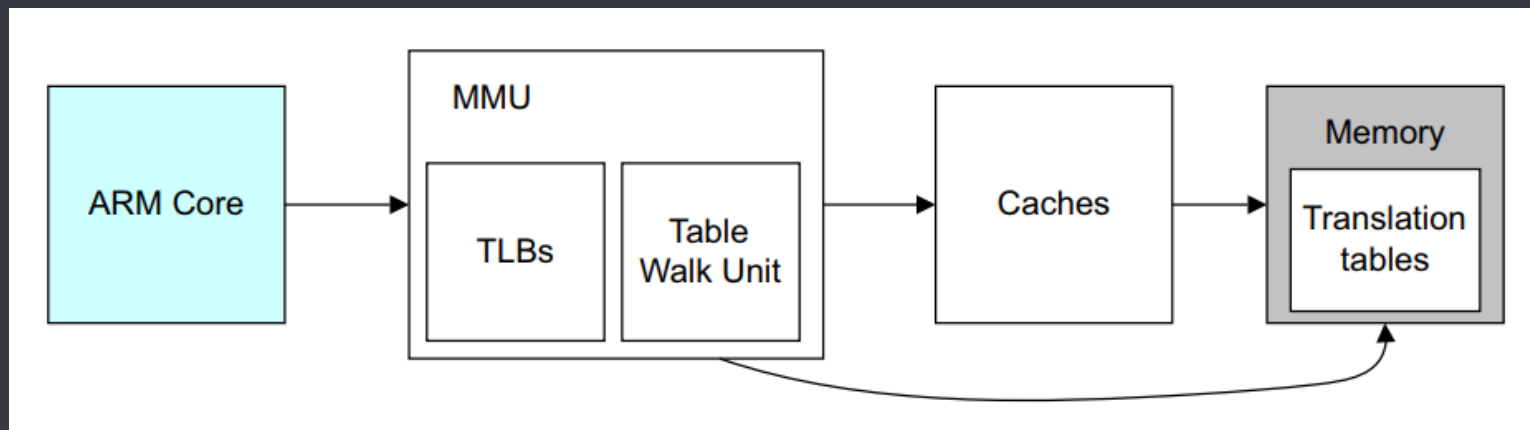 ARM Core
MMU
TLBs
Table
Walk Unit
Caches
Memory
Translation
tables